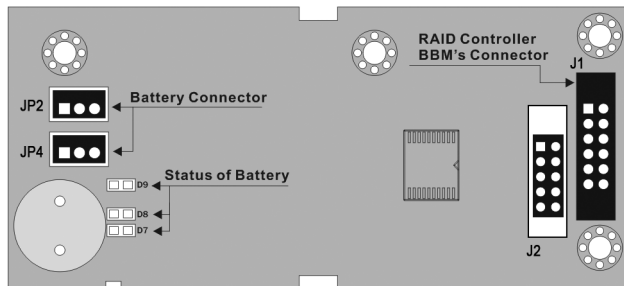 RAID Controller
BBM's Connector
J1
JP2
Battery Connector
JP4
Status of Battery
D9
D8
D7
J2